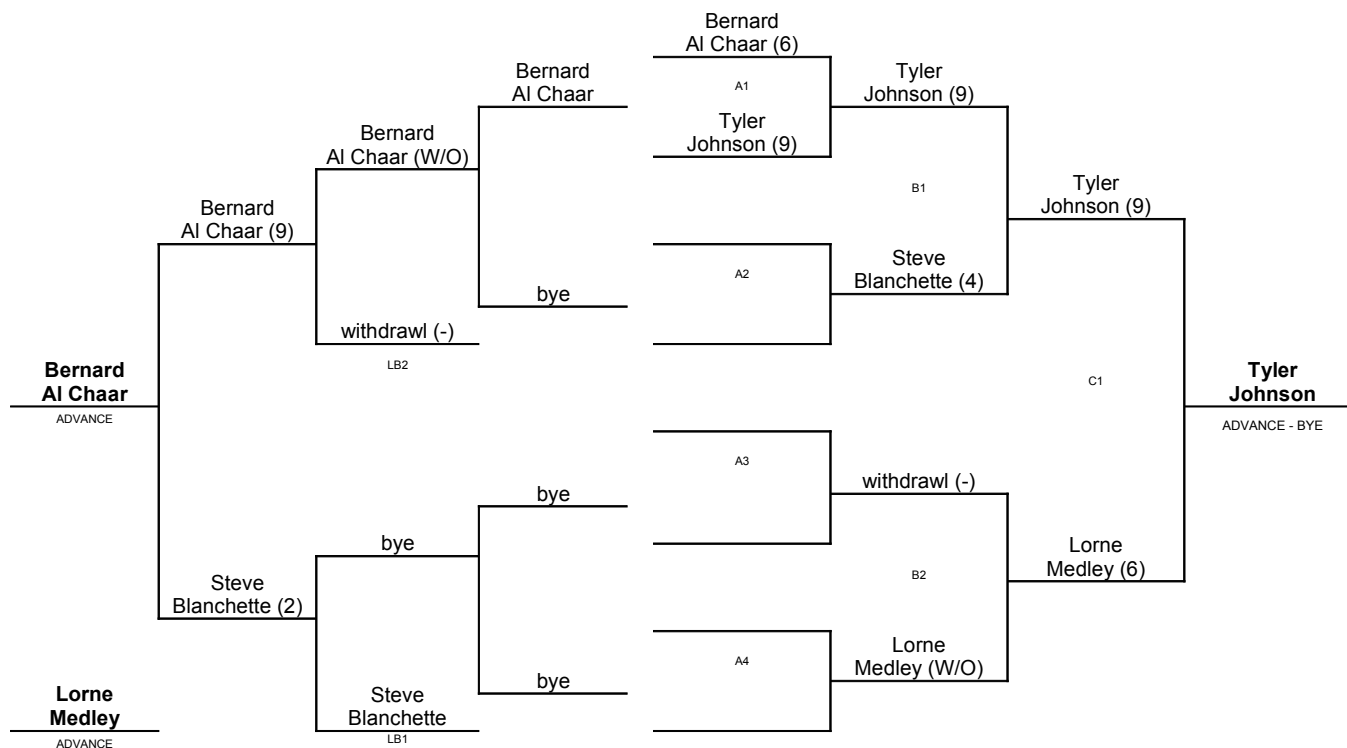 Bernard
Al Chaar (6)
Bernard
Al Chaar
A1
Tyler
Johnson (9)
Bernard
Al Chaar (W/O)
Tyler
Johnson (9)
B1
Tyler
Johnson (9)
Bernard
Al Chaar (9)
A2
Steve
Blanchette (4)
bye
withdrawl (-)
LB2
Bernard
Al Chaar
ADVANCE
C1
Tyler
Johnson
ADVANCE - BYE
A3
bye
withdrawl (-)
bye
B2
Lorne
Medley (6)
Steve
Blanchette (2)
A4
Lorne
Medley (W/O)
bye
Lorne
Medley
ADVANCE
Steve
Blanchette
LB1